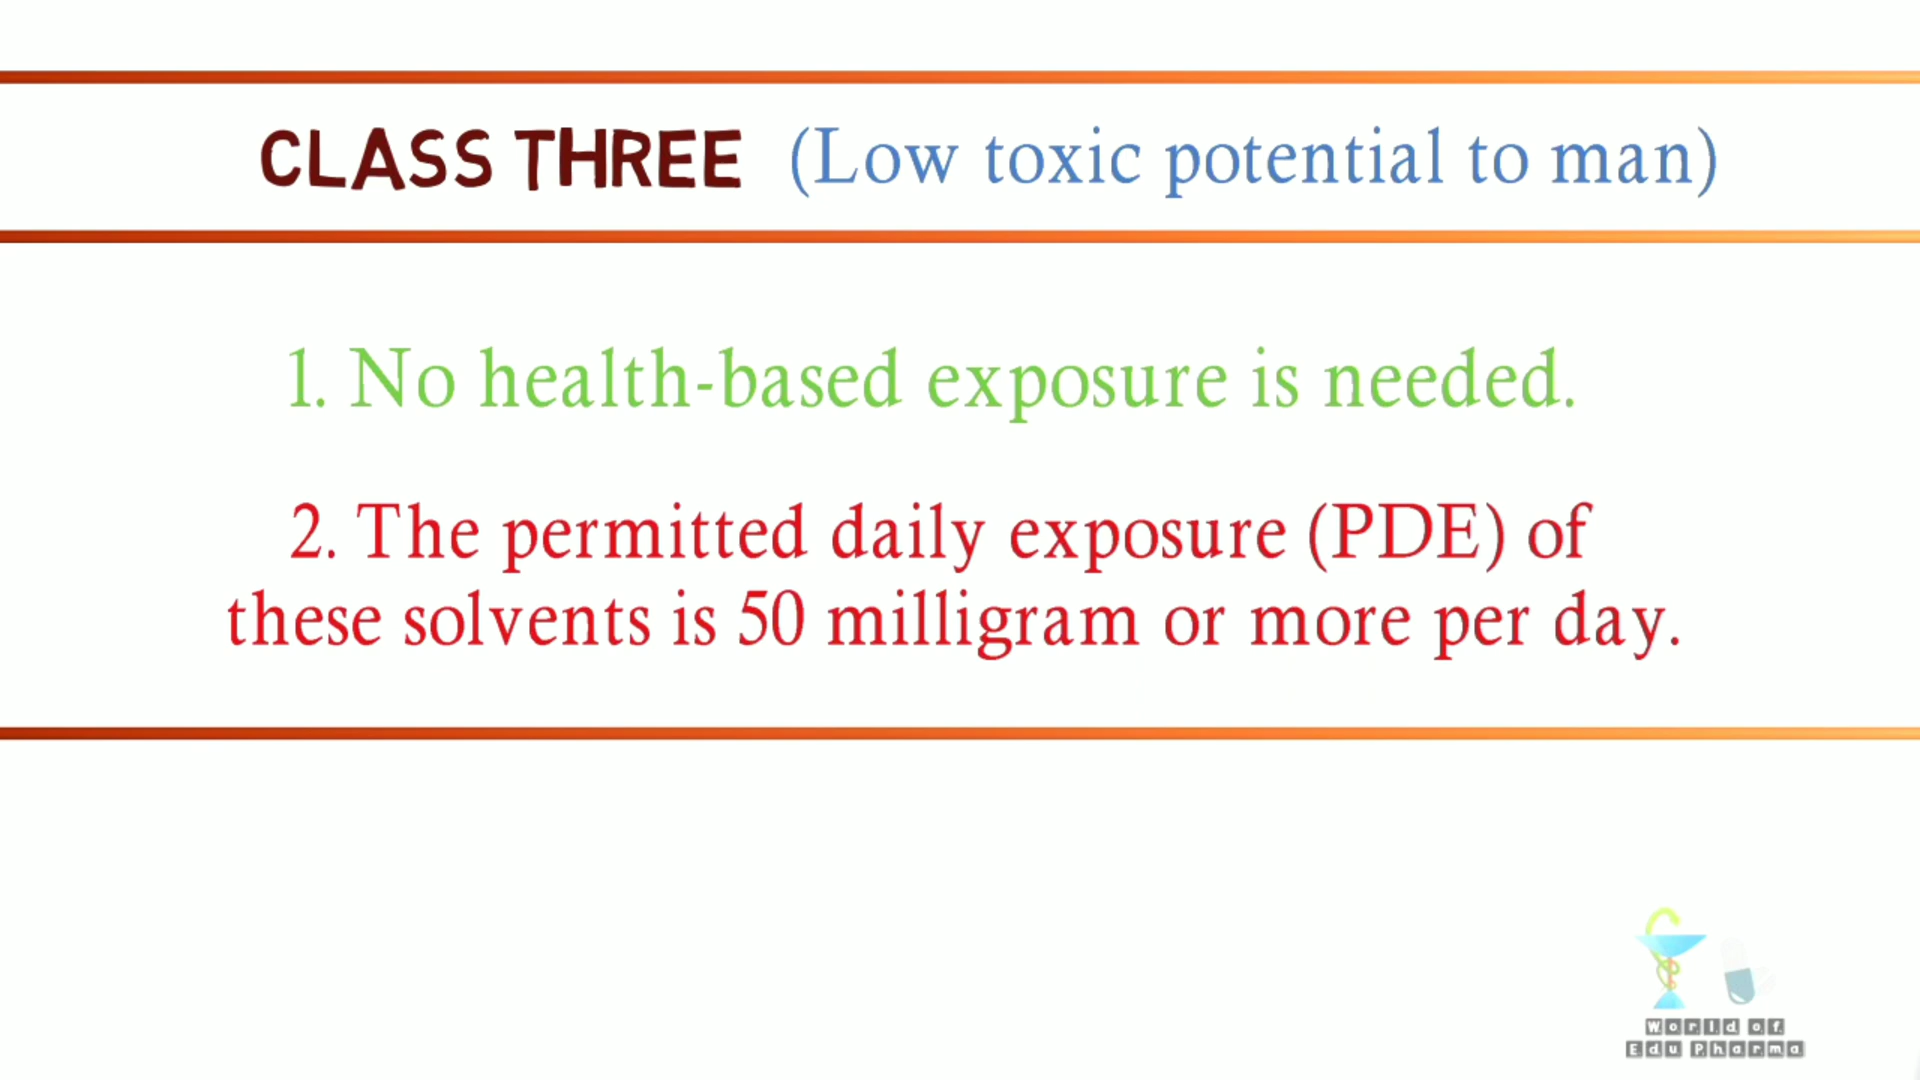 CLASS THREE (Low toxic potential to man)
1. No health-based exposure is needed.
2. The permitted daily exposure (PDE) of
these solvents is 50 milligram or more per day.
World of
Edu Pharma